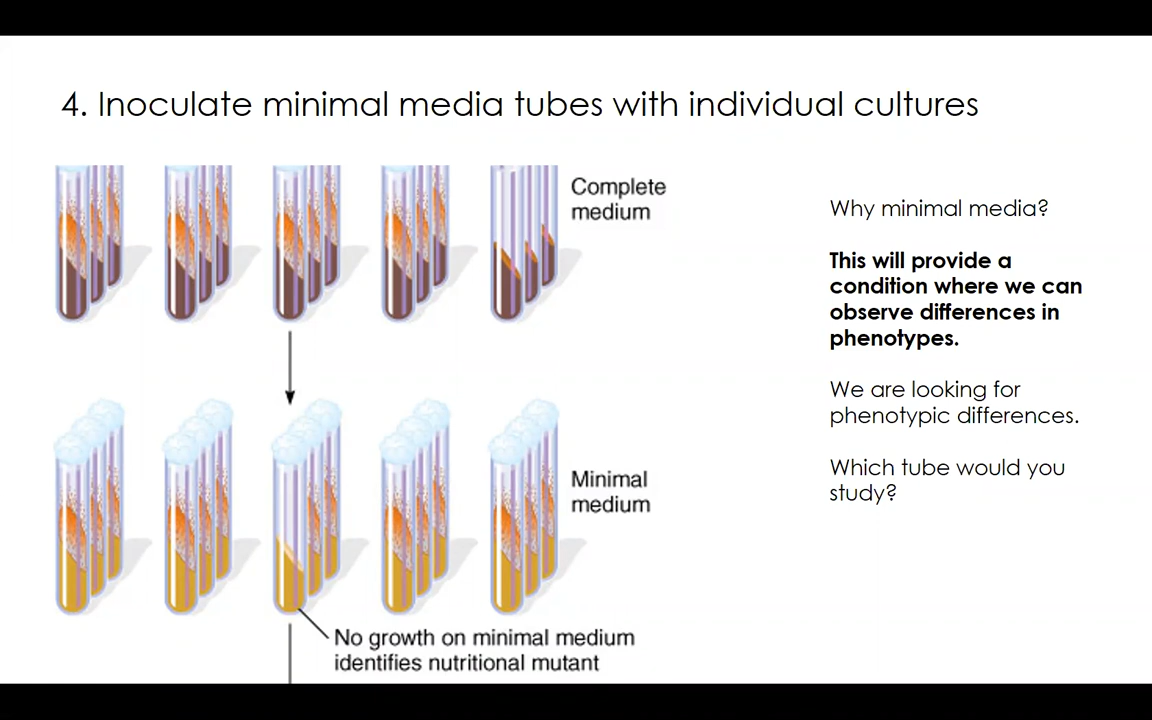 4. Inoculate minimal media tubes with individual cultures
Complete
medium
Why minimal media?
This will provide a
condition where we can
observe differences in
phenotypes.
We are looking for
phenotypic differences.
Which tube would you
study?
Minimal
medium
No growth on minimal medium
identifies nutritional mutant